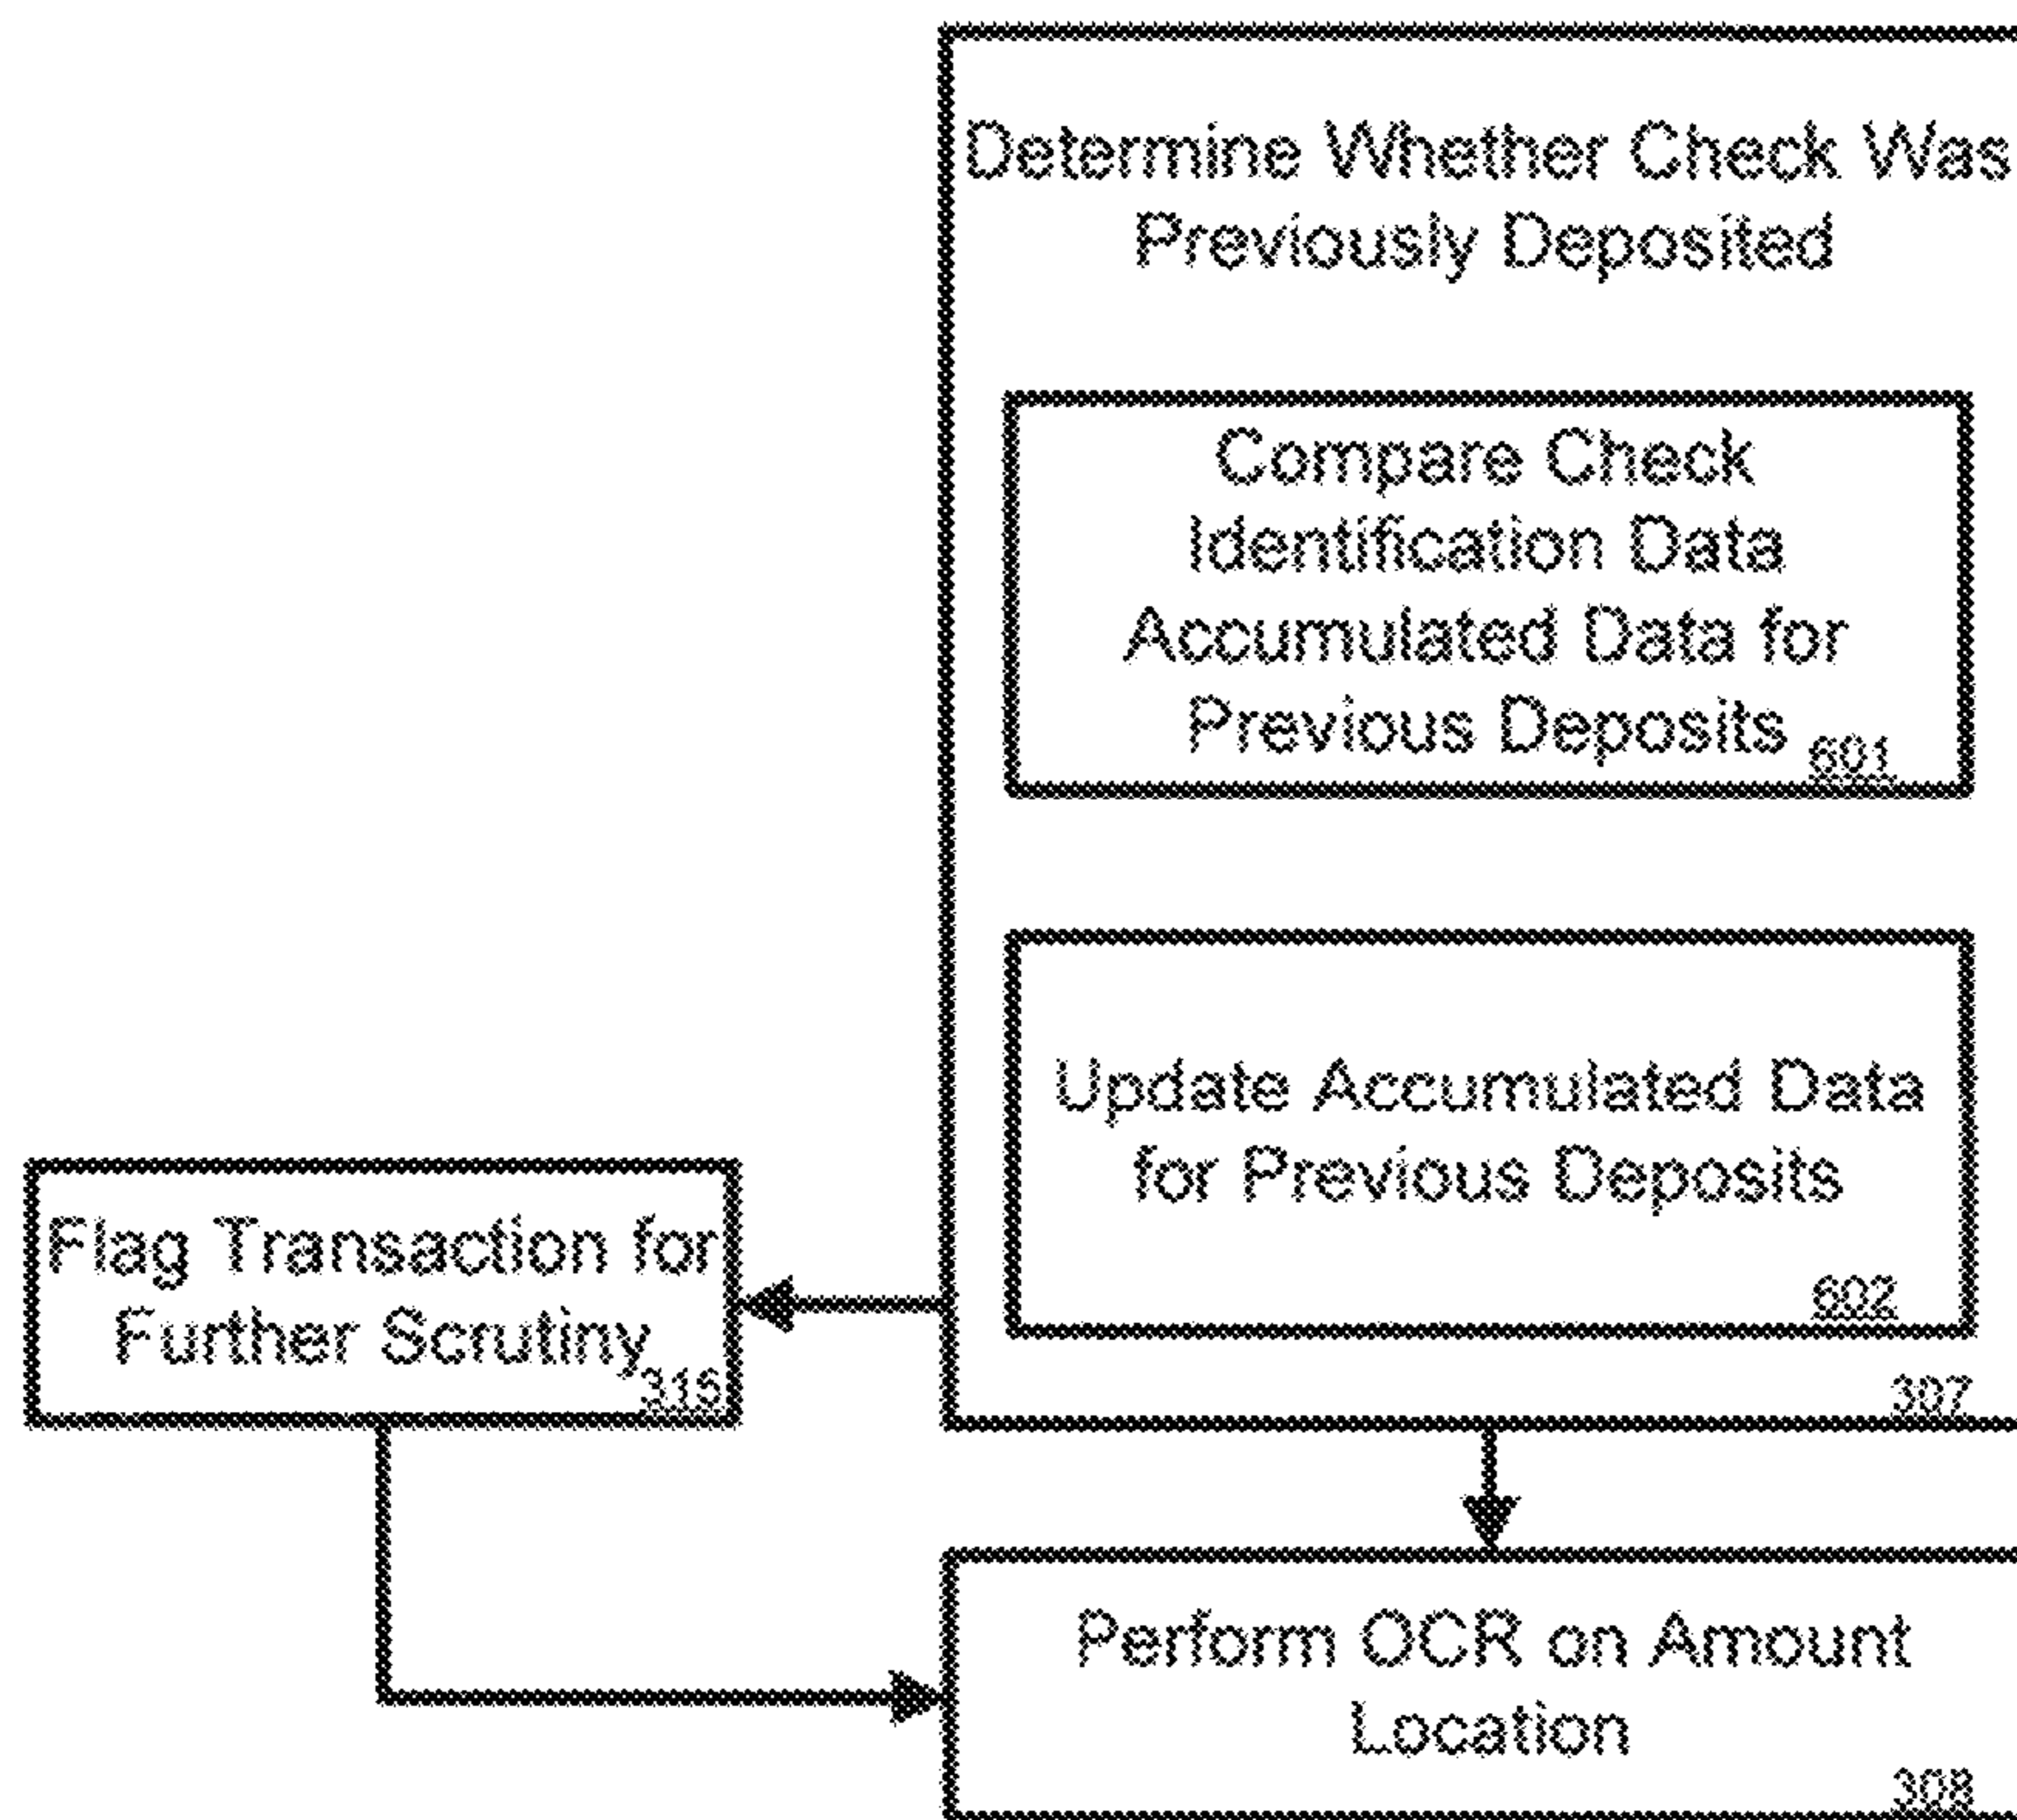 Determine Whether Check Was
Previously Deposited
Compare Check
Identification Data
Accumulated Data for
Previous Deposits
601
Update Accumulated Data
for Previous Deposits
602
307
Flag Transaction for
Further Scrutiny
315
Perform OCR on Amount
Location
308